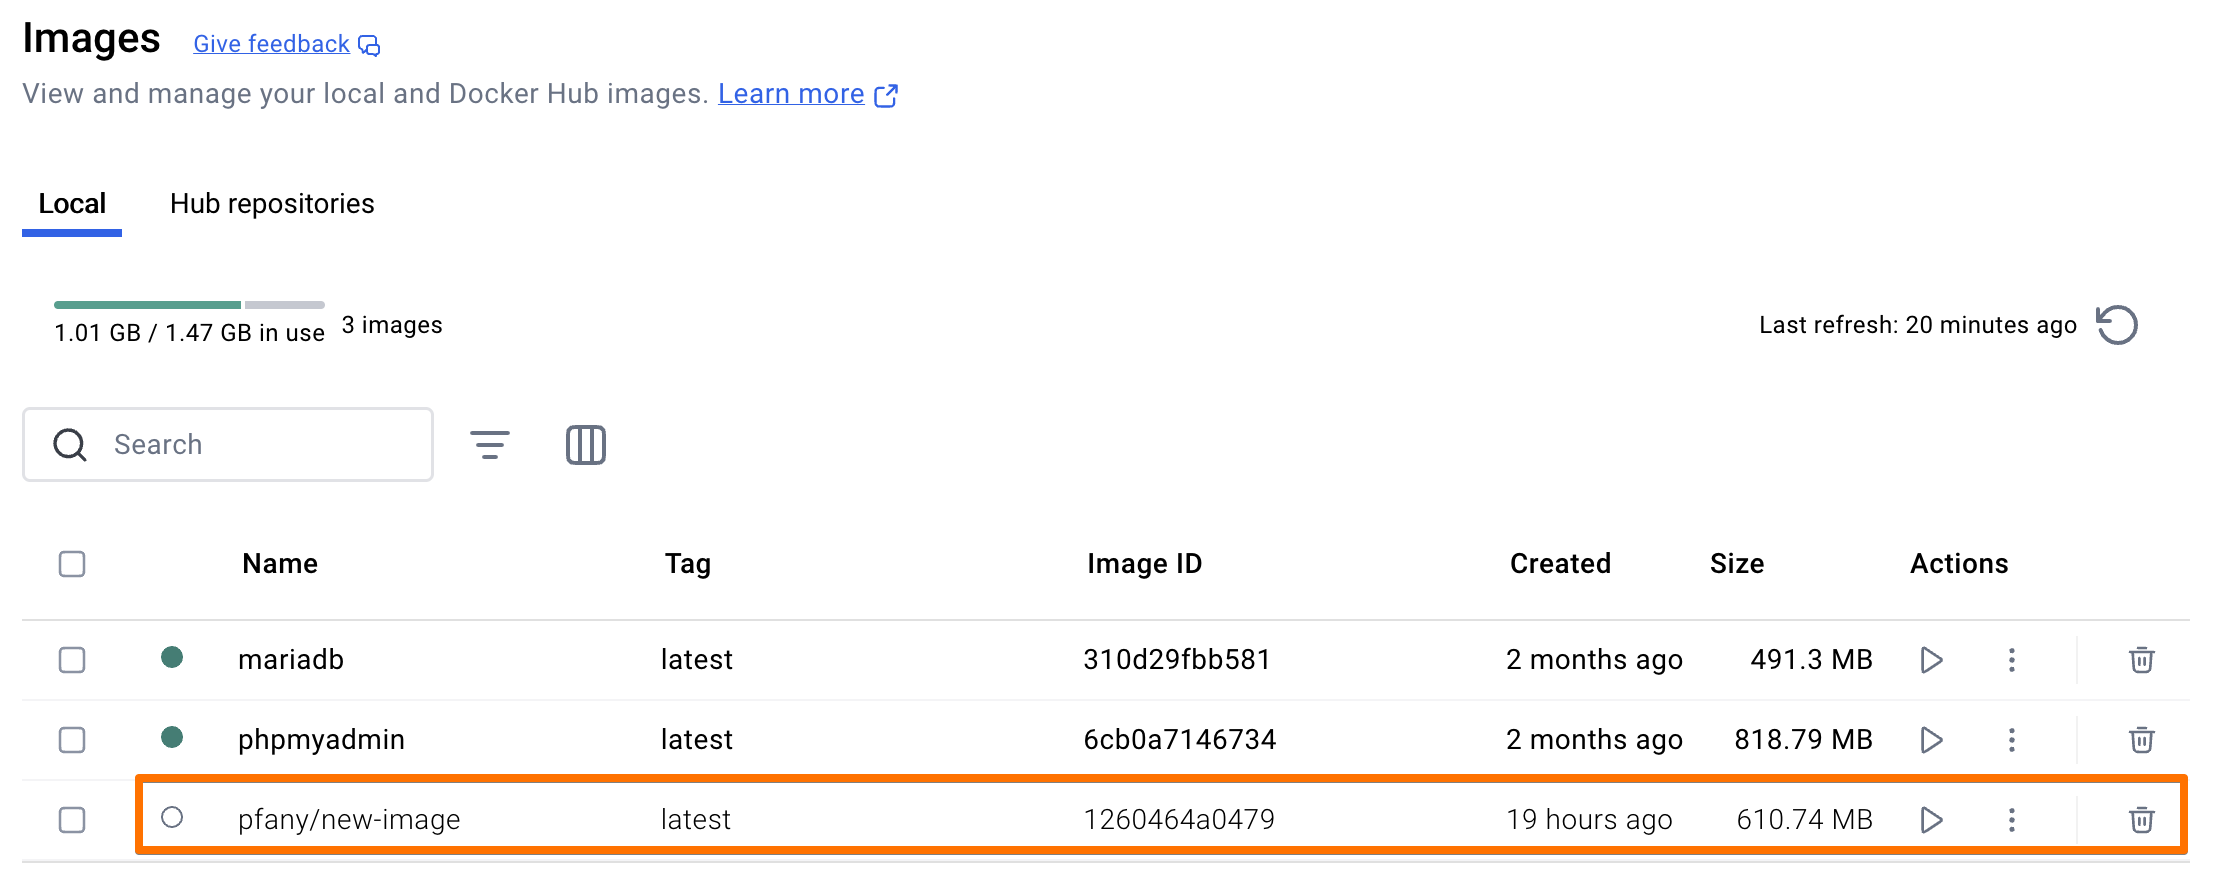 Images Give feedback
View and manage your local and Docker Hub images. Learn more
Local Hub repositories
1.01 GB / 1.47 GB in use 3 images Last refresh: 20 minutes ago
Search
Name Tag Image ID Created Size Actions
mariadb latest 310d29fbb581 2 months ago 491.3 MB
phpmyadmin latest 6cb0a7146734 2 months ago 818.79 MB
pfany/new-image latest 1260464a0479 19 hours ago 610.74 MB